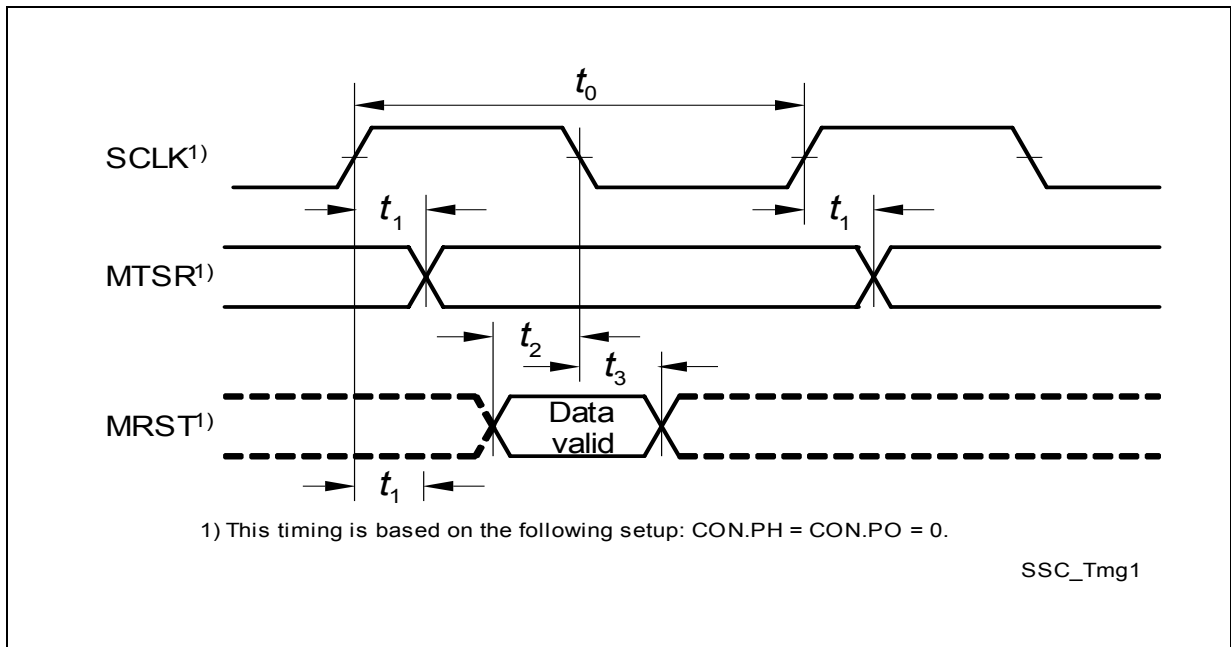 t₀
SCLK¹⁾
t₁ t₁
MTSR¹⁾
t₂
t₃
MRST¹⁾
Data
valid
t₁
1) This timing is based on the following setup: CON.PH = CON.PO = 0.
SSC_Tmg1